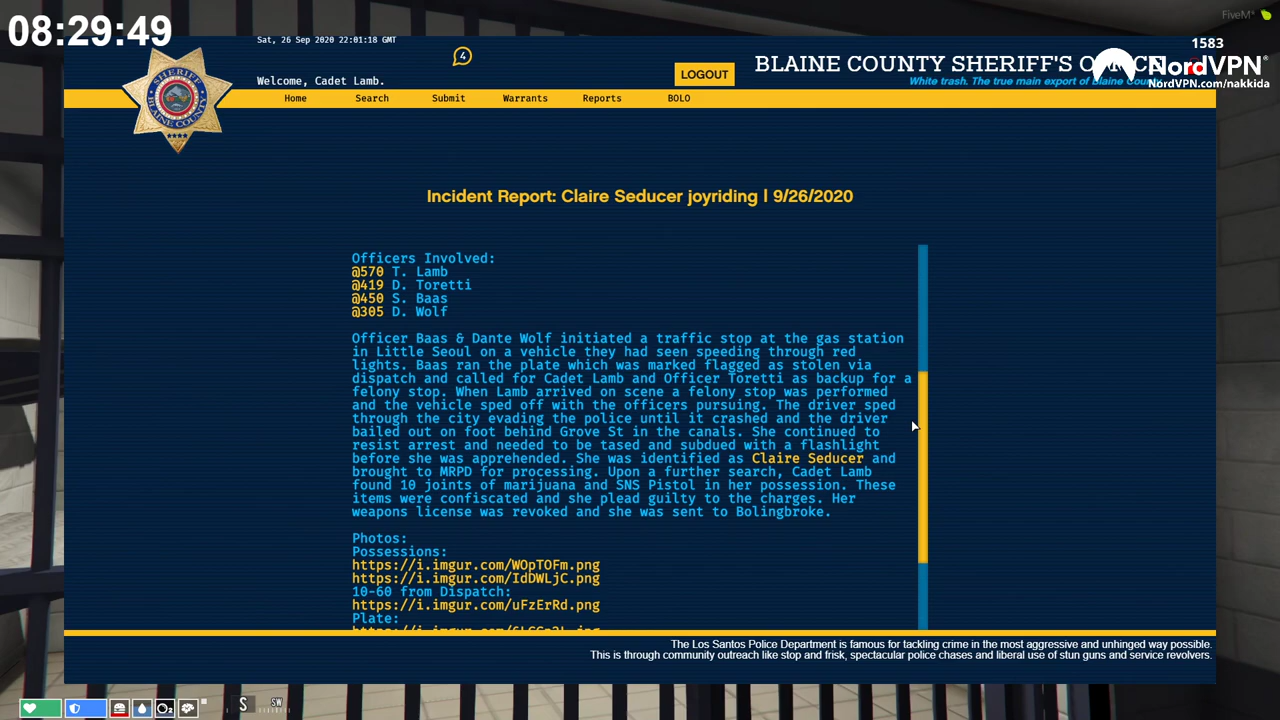 08:29:49
FiveM®
Sat, 26 Sep 2020 22:01:18 GMT
4
1583
Welcome, Cadet Lamb.
LOGOUT
BLAINE COUNTY SHERIFF'S
NordVPN®
White trash. The true main export of Blaine
NordVPN.com/nakkida
Home Search Submit Warrants Reports BOLO
SHERIFF
BLAINE COUNTY
Incident Report: Claire Seducer joyriding | 9/26/2020
Officers Involved:
@570 T. Lamb
@419 D. Toretti
@450 S. Baas
@305 D. Wolf
Officer Baas & Dante Wolf initiated a traffic stop at the gas station
in Little Seoul on a vehicle they had seen speeding through red
lights. Baas ran the plate which was marked flagged as stolen via
dispatch and called for Cadet Lamb and Officer Toretti as backup for a
felony stop. When Lamb arrived on scene a felony stop was performed
and the vehicle sped off with the officers pursuing. The driver sped
through the city evading the police until it crashed and the driver
bailed out on foot behind Grove St in the canals. She continued to
resist arrest and needed to be tased and subdued with a flashlight
before she was apprehended. She was identified as Claire Seducer and
brought to MRPD for processing. Upon a further search, Cadet Lamb
found 10 joints of marijuana and SNS Pistol in her possession. These
items were confiscated and she plead guilty to the charges. Her
weapons license was revoked and she was sent to Bolingbroke.
Photos:
Possessions:
https://i.imgur.com/WOpTOFm.png
https://i.imgur.com/IdDWLjC.png
10-60 from Dispatch:
https://i.imgur.com/uFzErRd.png
Plate:
The Los Santos Police Department is famous for tackling crime in the most aggressive and unhinged way possible.
This is through community outreach like stop and frisk, spectacular police chases and liberal use of stun guns and service revolvers.
O2
S SW